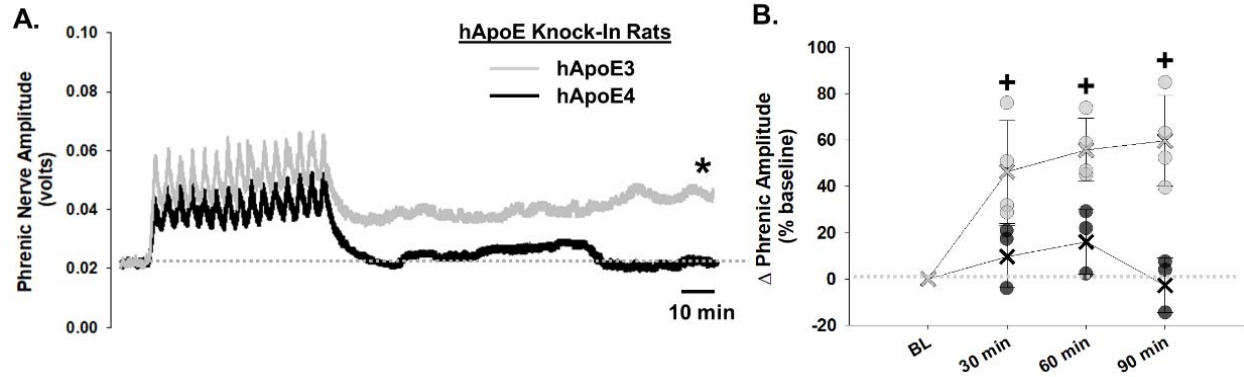 A.
Phrenic Nerve Amplitude
(volts)
0.10
0.08
0.06
0.04
0.02
0.00
hApoE Knock-In Rats
hApoE3
hApoE4
*
10 min
B.
Δ Phrenic Amplitude
(% baseline)
100
80
60
40
20
0
-20
+
+
+
BL
30 min
60 min
90 min